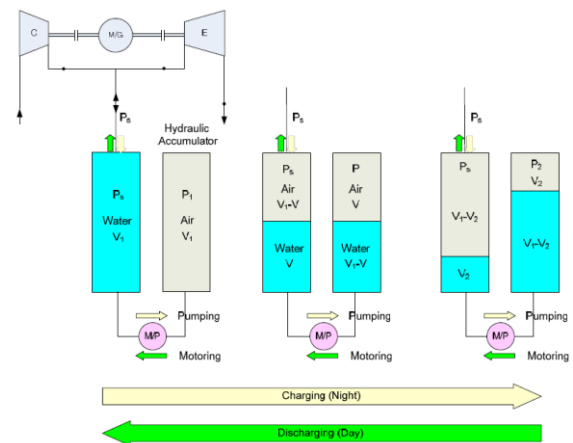 C
M/G
E
Pₛ
Hydraulic
Accumulator
Pₛ
Water
V₁
P₁
Air
V₁
Pumping
M/P
Motoring
Pₛ
Pₛ
Air
V₁-V
Water
V
P
Air
V
Water
V₁-V
Pumping
M/P
Motoring
Pₛ
Pₛ
V₁-V₂
V₂
P₂
V₂
V₁-V₂
Pumping
M/P
Motoring
Charging (Night)
Discharging (Day)